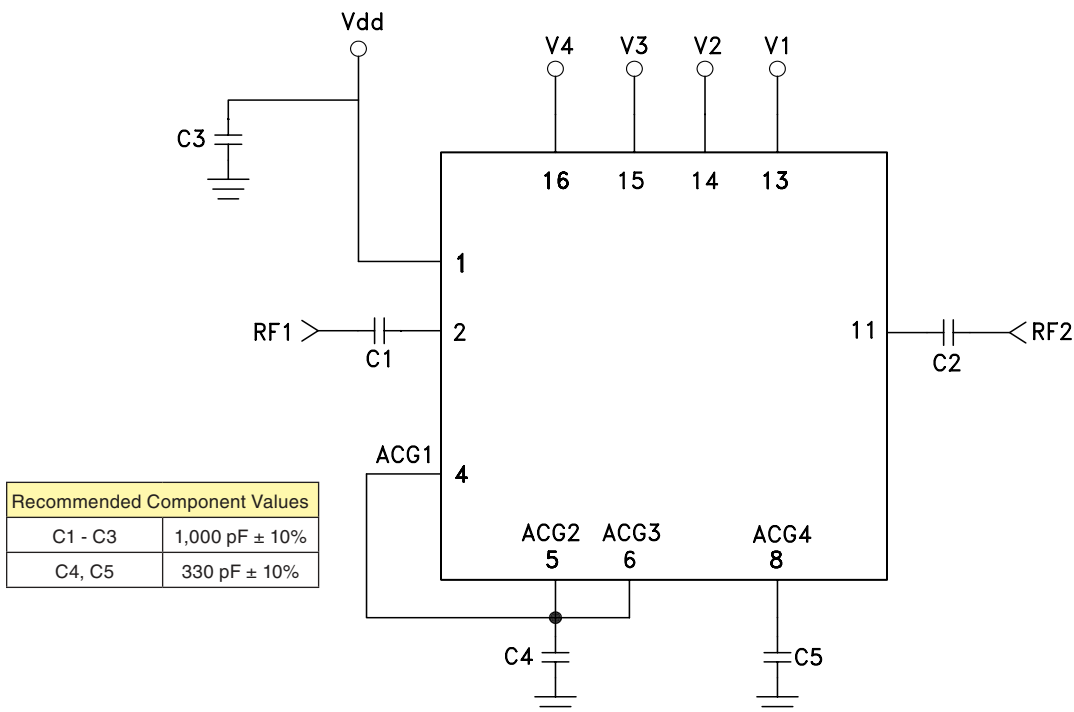 Vdd
V4
V3
V2
V1
C3
16
15
14
13
1
RF1
C1
2
11
C2
RF2
ACG1
4
Recommended Component Values
C1 - C3
1,000 pF ± 10%
C4, C5
330 pF ± 10%
ACG2
ACG3
ACG4
5
6
8
C4
C5